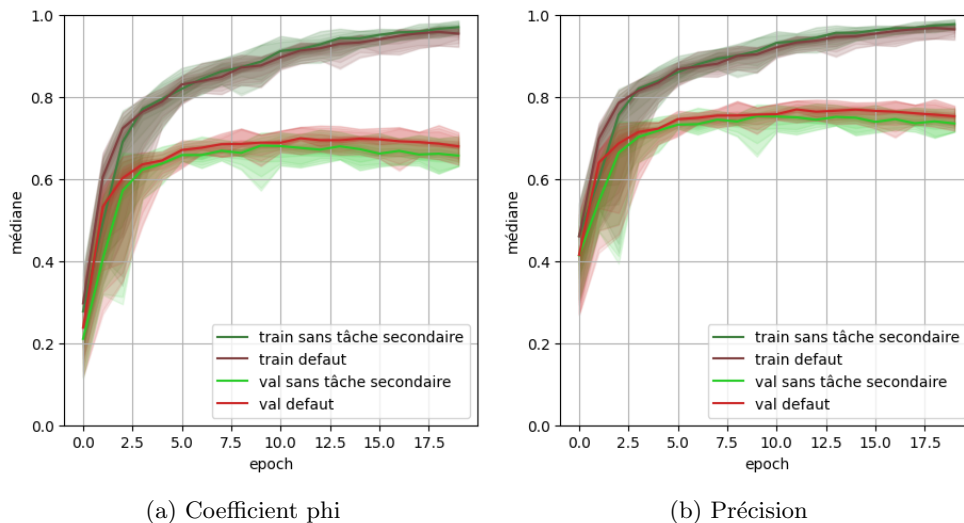 1.0
0.8
0.6
0.4
0.2
0.0
médiane
0.0 2.5 5.0 7.5 10.0 12.5 15.0 17.5
epoch
train sans tâche secondaire
train defaut
val sans tâche secondaire
val defaut
(a) Coefficient phi
1.0
0.8
0.6
0.4
0.2
0.0
médiane
0.0 2.5 5.0 7.5 10.0 12.5 15.0 17.5
epoch
train sans tâche secondaire
train defaut
val sans tâche secondaire
val defaut
(b) Précision